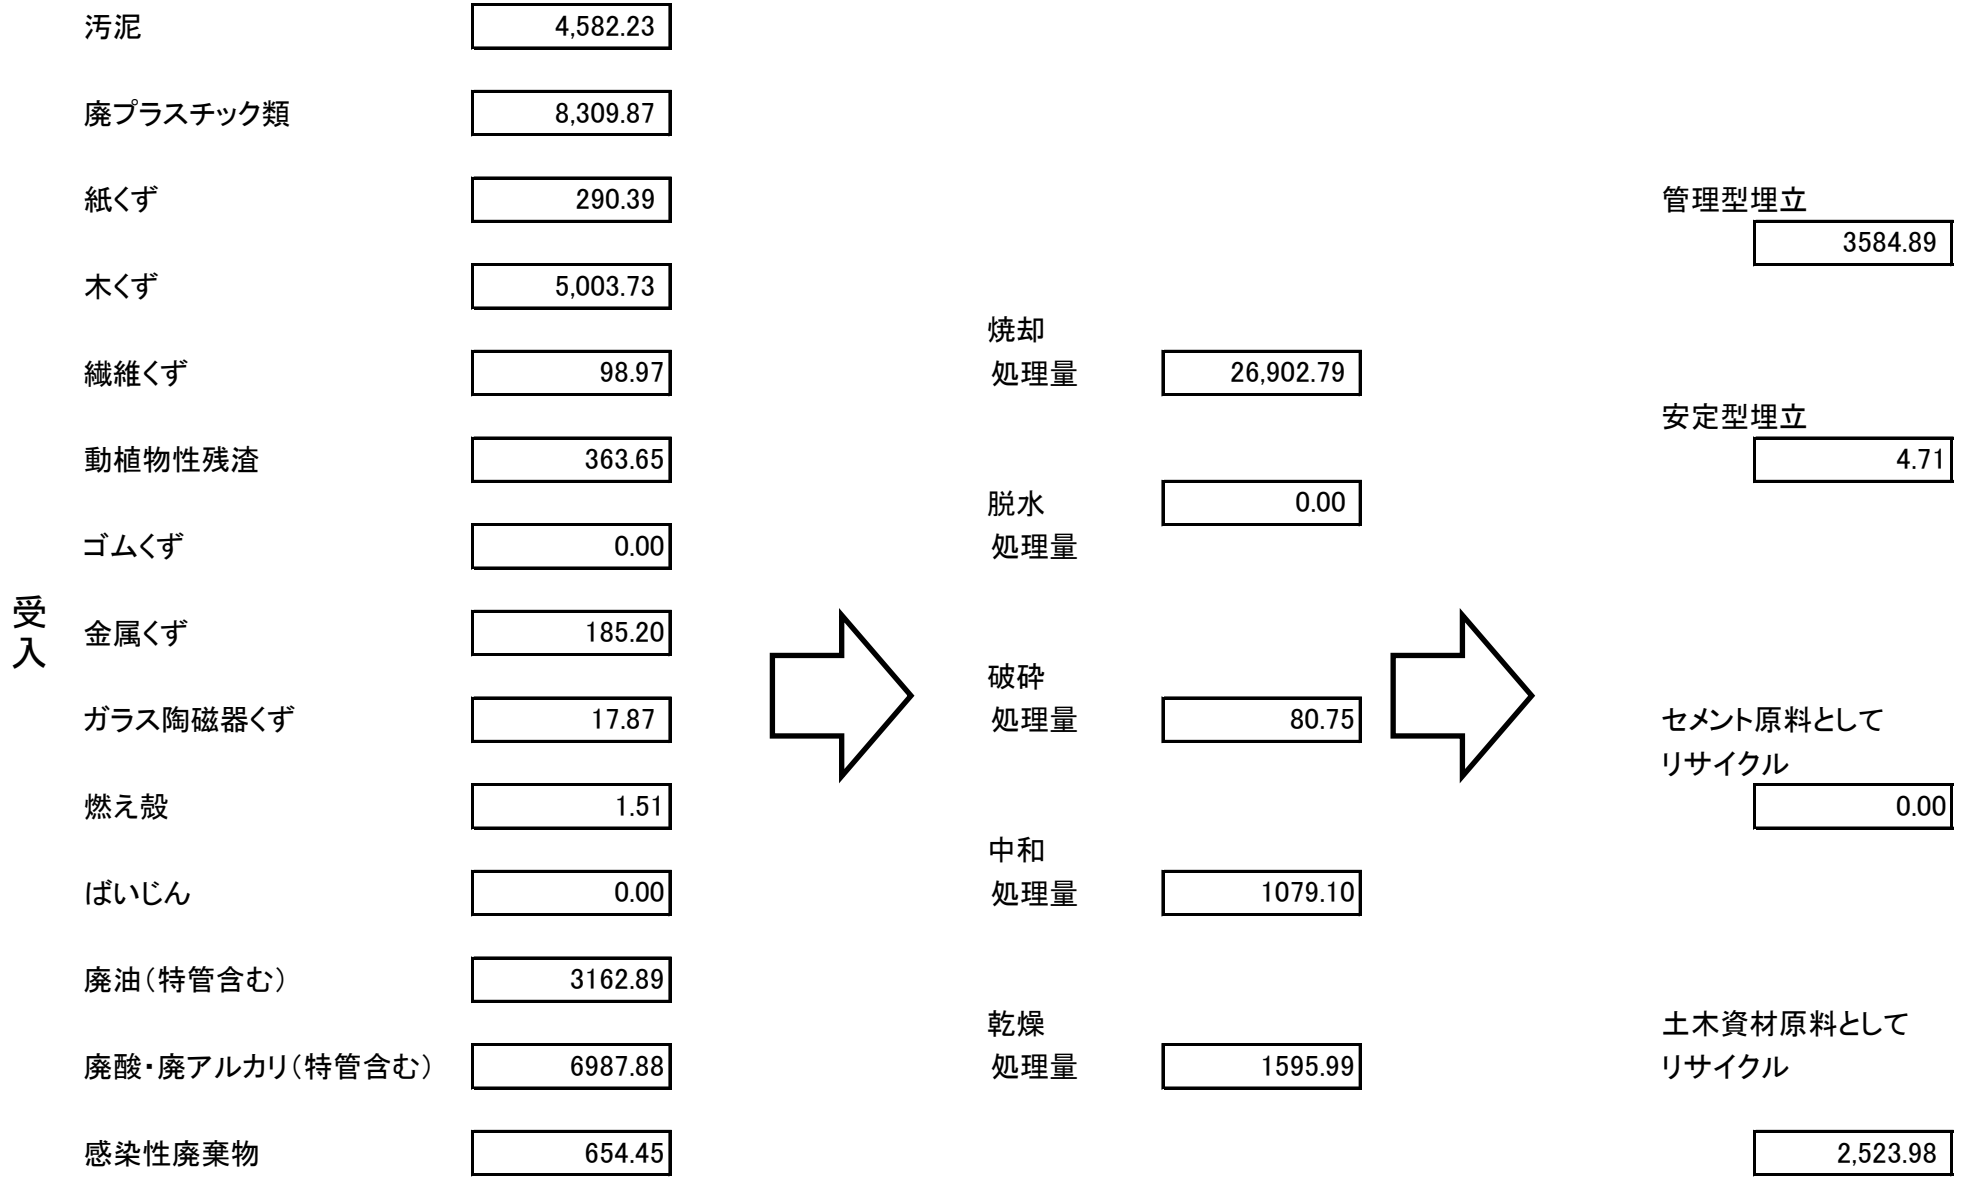 受
入
汚泥 4,582.23
廃プラスチック類 8,309.87
紙くず 290.39
木くず 5,003.73
繊維くず 98.97
動植物性残渣 363.65
ゴムくず 0.00
金属くず 185.20
ガラス陶磁器くず 17.87
燃え殻 1.51
ばいじん 0.00
廃油（特管含む） 3162.89
廃酸・廃アルカリ（特管含む） 6987.88
感染性廃棄物 654.45
焼却
処理量 26,902.79
脱水 0.00
処理量
破砕
処理量 80.75
中和
処理量 1079.10
乾燥
処理量 1595.99
管理型埋立
3584.89
安定型埋立
4.71
セメント原料として
リサイクル
0.00
土木資材原料として
リサイクル
2,523.98